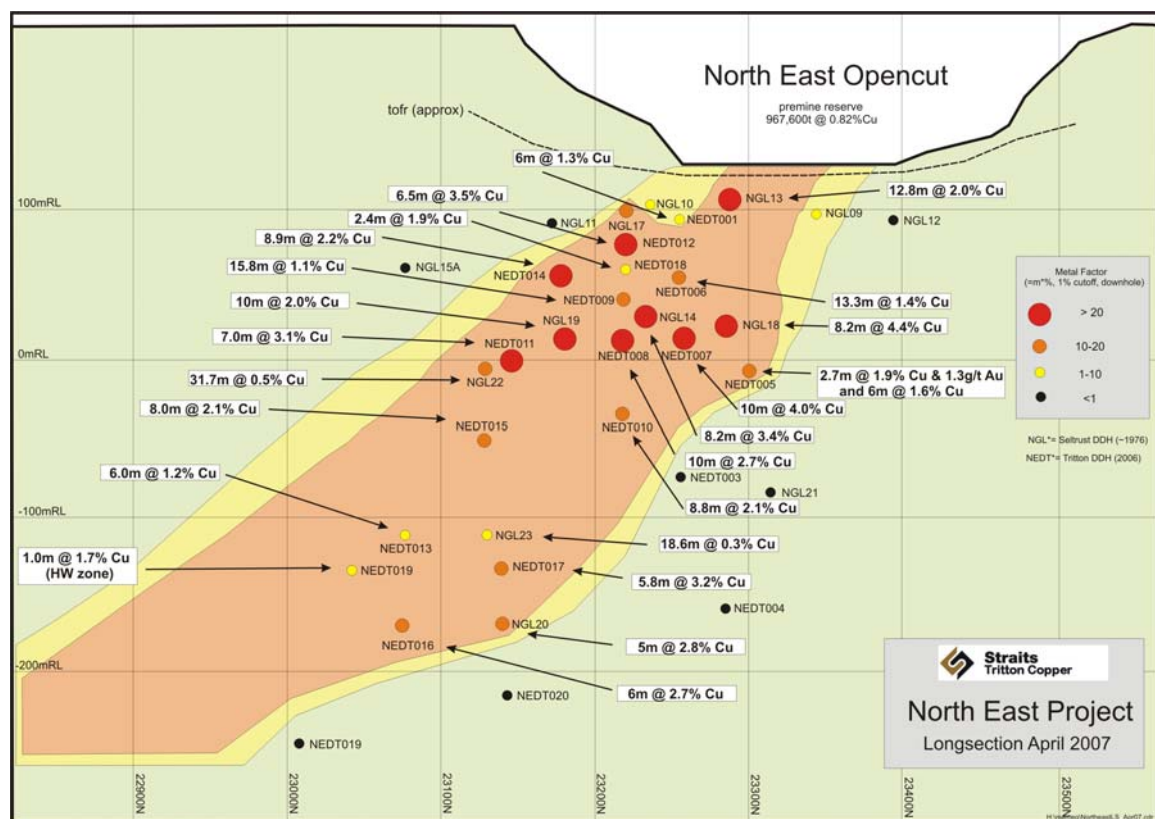 North East Opencut
premine reserve
967,600t @ 0.82%Cu
tofr (approx)
6m @ 1.3% Cu
6.5m @ 3.5% Cu
2.4m @ 1.9% Cu
8.9m @ 2.2% Cu
15.8m @ 1.1% Cu
10m @ 2.0% Cu
7.0m @ 3.1% Cu
31.7m @ 0.5% Cu
8.0m @ 2.1% Cu
6.0m @ 1.2% Cu
1.0m @ 1.7% Cu
(HW zone)
12.8m @ 2.0% Cu
13.3m @ 1.4% Cu
8.2m @ 4.4% Cu
2.7m @ 1.9% Cu & 1.3g/t Au
and 6m @ 1.6% Cu
10m @ 4.0% Cu
8.2m @ 3.4% Cu
10m @ 2.7% Cu
8.8m @ 2.1% Cu
18.6m @ 0.3% Cu
5.8m @ 3.2% Cu
5m @ 2.8% Cu
6m @ 2.7% Cu
NGL10
NGL13
NEDT001
NGL09
NGL12
NGL11
NGL17
NEDT012
NGL15A
NEDT014
NEDT018
NEDT006
NEDT009
NGL19
NGL14
NGL18
NEDT011
NEDT008
NEDT007
NGL22
NEDT005
NEDT015
NEDT010
NEDT003
NGL21
NEDT013
NGL23
NEDT019
NEDT017
NEDT004
NEDT016
NGL20
NEDT020
NEDT019
100mRL
0mRL
-100mRL
-200mRL
22900N
23000N
23100N
23200N
23300N
23400N
23500N
Metal Factor
(=m*%, 1% cutoff, downhole)
> 20
10-20
1-10
<1
NGL*= Seltrust DDH (~1976)
NEDT*= Tritton DDH (2006)
Straits
Tritton Copper
North East Project
Longsection April 2007